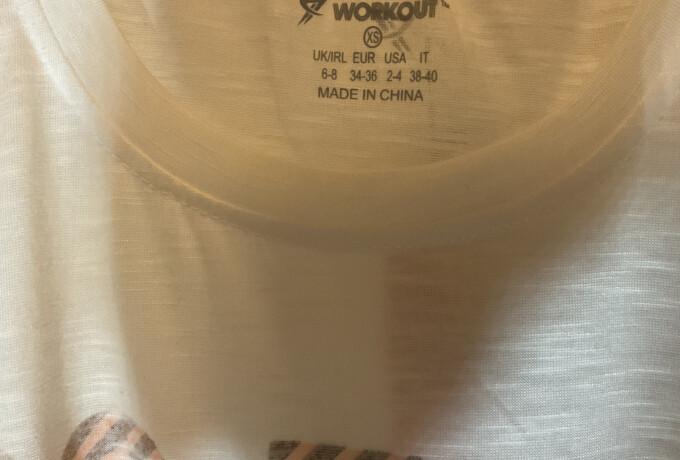 WORKOUT
XS
UK/IRL EUR USA IT
6-8 34-36 2-4 38-40
MADE IN CHINA